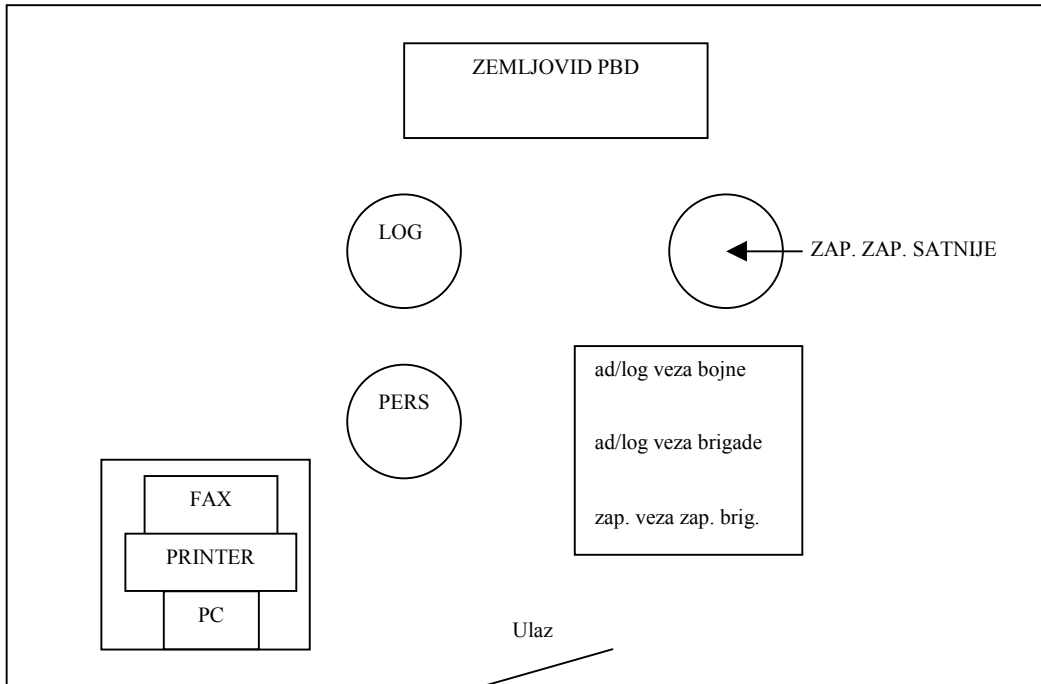 ZEMLJOVID PBD
LOG
ZAP. ZAP. SATNIJE
PERS
ad/log veza bojne
ad/log veza brigade
zap. veza zap. brig.
FAX
PRINTER
PC
Ulaz